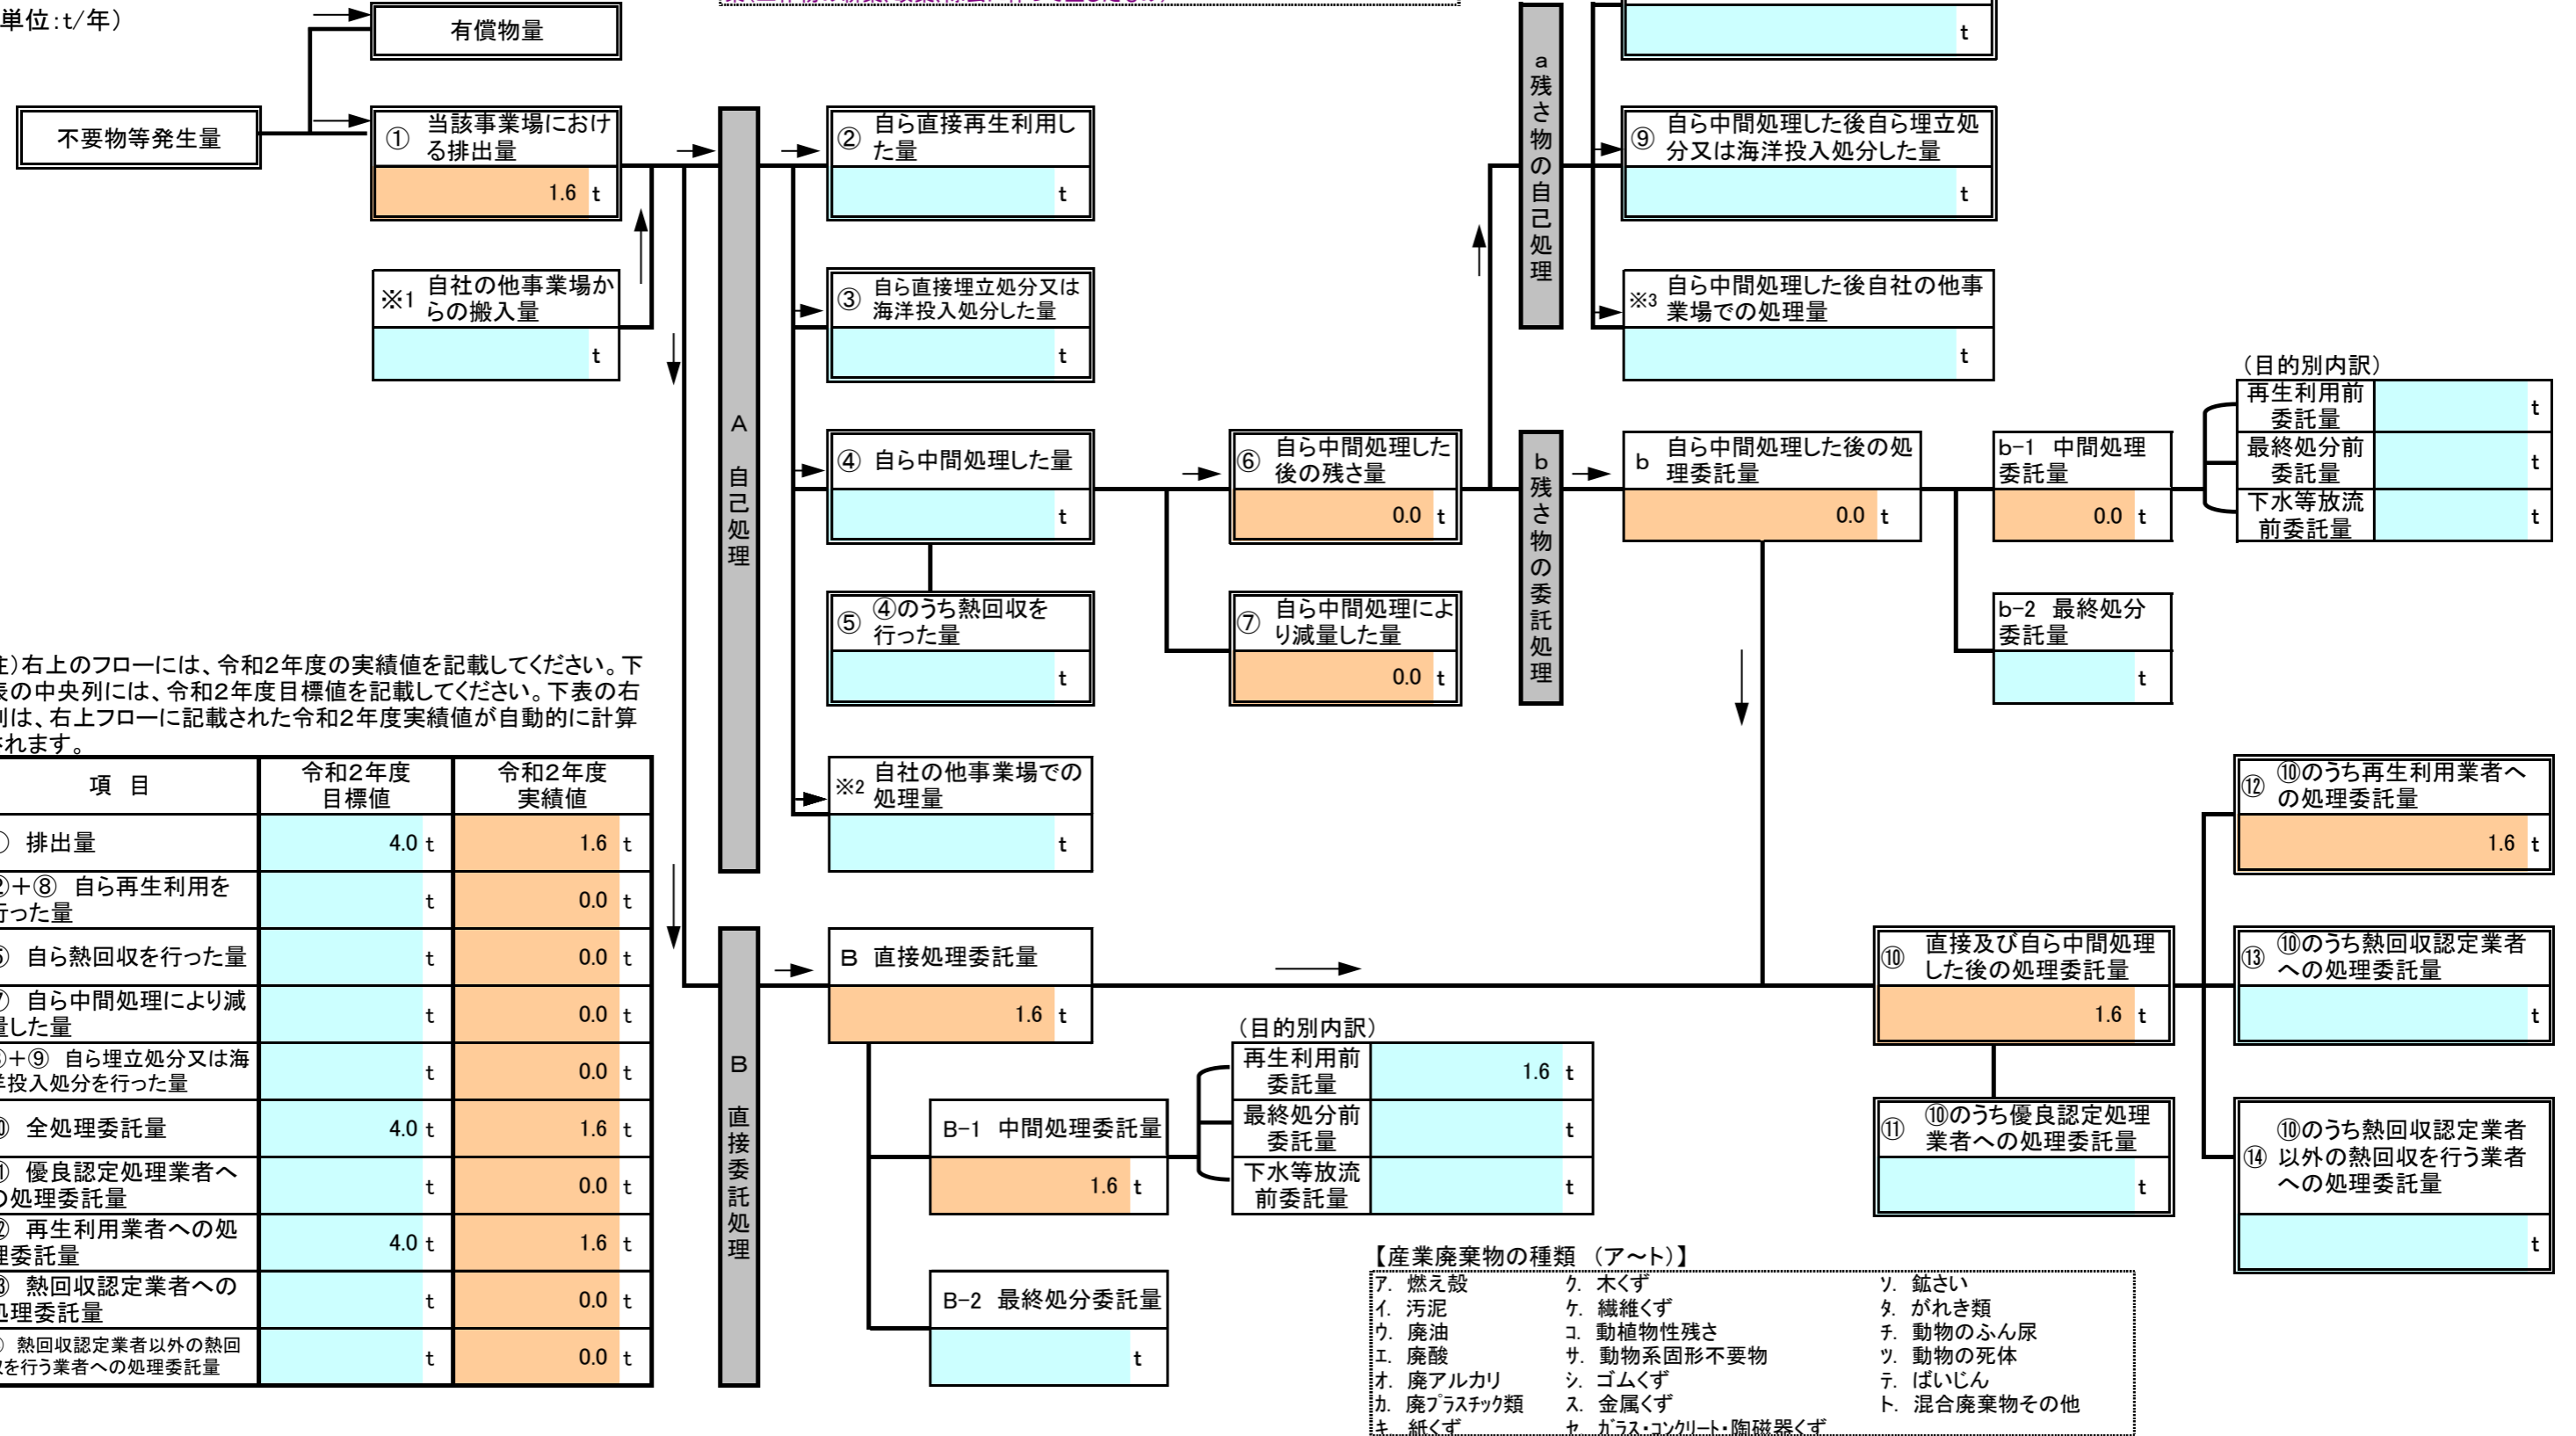 単位:t/年)
有償物量
t
不要物等発生量
① 当該事業場におけ
る排出量
1.6 t
② 自ら直接再生利用し
た量
t
a 残さ物の自己処理
⑨ 自ら中間処理した後自ら埋立処
分又は海洋投入処分した量
t
※1 自社の他事業場か
らの搬入量
t
③ 自ら直接埋立処分又は
海洋投入処分した量
t
※3 自ら中間処理した後自社の他事
業場での処理量
t
A 自己処理
④ 自ら中間処理した量
t
⑥ 自ら中間処理した
後の残さ量
0.0 t
b 残さ物の委託処理
b 自ら中間処理した後の処
理委託量
0.0 t
b-1 中間処理
委託量
0.0 t
(目的別内訳)
再生利用前
委託量
t
最終処分前
委託量
t
下水等放流
前委託量
t
⑤ ④のうち熱回収を
行った量
t
⑦ 自ら中間処理によ
り減量した量
0.0 t
b-2 最終処分
委託量
t
)右上のフローには、令和2年度の実績値を記載してください。下
の中央列には、令和2年度目標値を記載してください。下表の右
は、右上フローに記載された令和2年度実績値が自動的に計算
れます。
項 目
令和2年度
目標値
令和2年度
実績値
排出量
4.0 t
1.6 t
+⑧ 自ら再生利用を
った量
t
0.0 t
自ら熱回収を行った量
t
0.0 t
自ら中間処理により減
した量
t
0.0 t
+⑨ 自ら埋立処分又は海
投入処分を行った量
t
0.0 t
全処理委託量
4.0 t
1.6 t
優良認定処理業者へ
の処理委託量
t
0.0 t
再生利用業者への処
理委託量
4.0 t
1.6 t
熱回収認定業者への
処理委託量
t
0.0 t
熱回収認定業者以外の熱回
収を行う業者への処理委託量
t
0.0 t
※2 自社の他事業場での
処理量
t
B 直接委託処理
B 直接処理委託量
1.6 t
B-1 中間処理委託量
1.6 t
B-2 最終処分委託量
t
(目的別内訳)
再生利用前
委託量
1.6 t
最終処分前
委託量
t
下水等放流
前委託量
t
⑩ 直接及び自ら中間処理
した後の処理委託量
1.6 t
⑪ ⑩のうち優良認定処理
業者への処理委託量
t
⑫ ⑩のうち再生利用業者へ
の処理委託量
1.6 t
⑬ ⑩のうち熱回収認定業者
への処理委託量
t
⑭ ⑩のうち熱回収認定業者
以外の熱回収を行う業者
への処理委託量
t
【産業廃棄物の種類 (ア～ト)】
ア. 燃え殻
イ. 汚泥
ウ. 廃油
エ. 廃酸
オ. 廃アルカリ
カ. 廃プラスチック類
キ 紙くず
ク. 木くず
ケ. 繊維くず
コ. 動植物性残さ
サ. 動物系固形不要物
シ. ゴムくず
ス. 金属くず
セ ガラス・コンクリート・陶磁器くず
ソ. 鉱さい
タ. がれき類
チ. 動物のふん尿
ツ. 動物の死体
テ. ばいじん
ト. 混合廃棄物その他